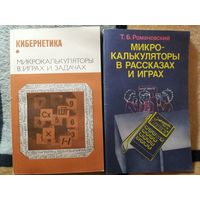 КИБЕРНЕТИКА
МИКРОКАЛЬКУЛЯТОРЫ
В ИГРАХ И ЗАДАЧАХ
Т. Б. Романовский
МИКРО-
КАЛЬКУЛЯТОРЫ
В РАССКАЗАХ
И ИГРАХ